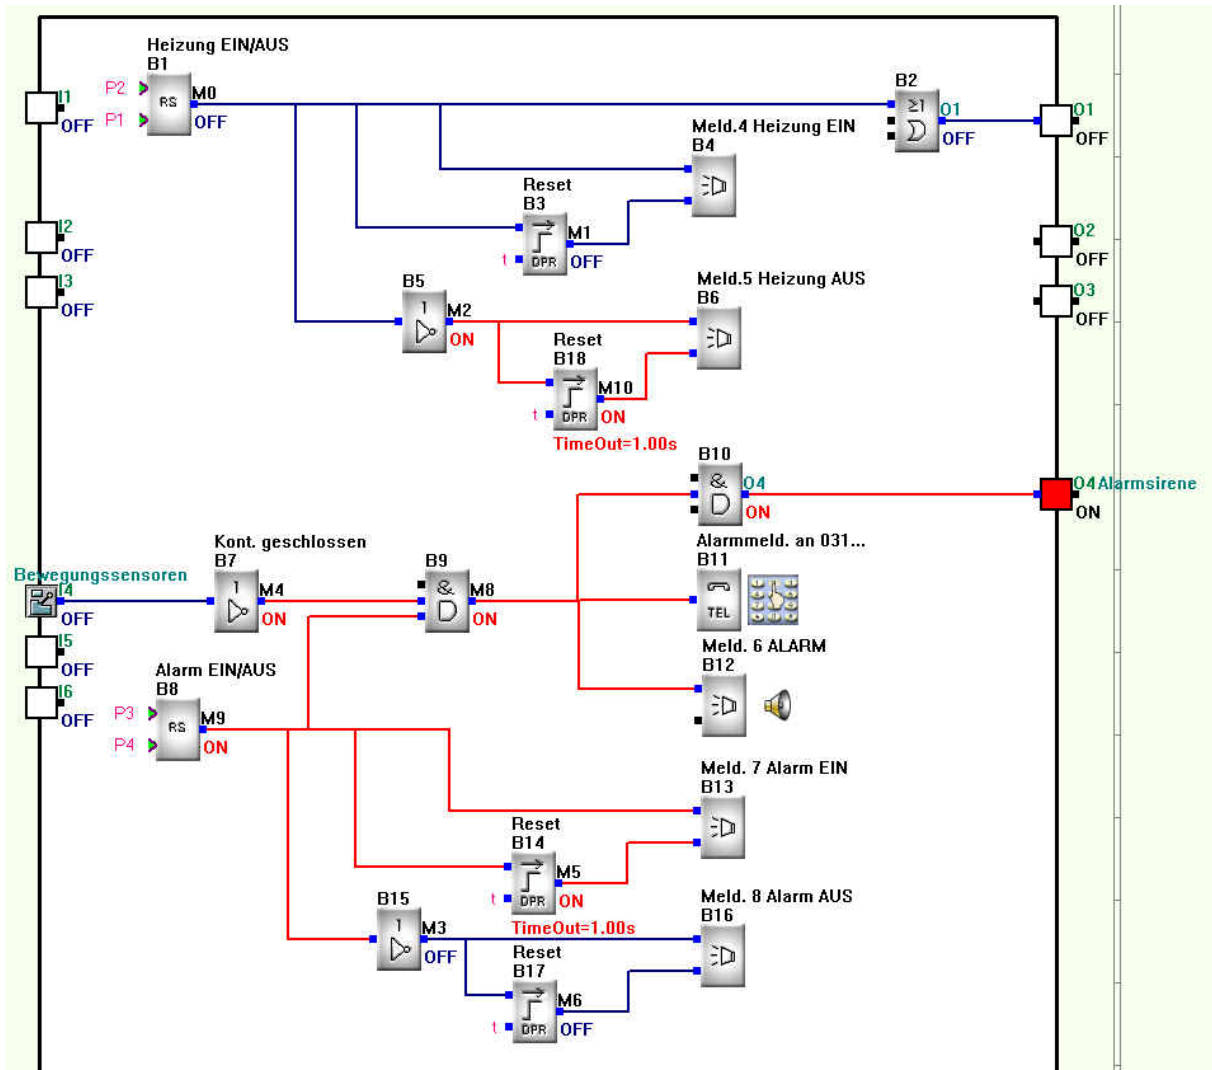 Heizung EIN/AUS
B1
P2
P1
RS
M0
OFF
I1
OFF
B2
≥1
O1
OFF
O1
OFF
Meld.4 Heizung EIN
B4
Reset
B3
M1
OFF
t
DPR
I2
OFF
I3
OFF
O2
OFF
O3
OFF
B5
1
M2
ON
Meld.5 Heizung AUS
B6
Reset
B18
M10
ON
t
DPR
TimeOut=1.00s
B10
&
O4
ON
O4 Alarmsirene
ON
Kont. geschlossen
B7
1
M4
ON
Bewegungssensoren
I4
OFF
B9
&
M8
ON
Alarmmeld. an 031...
B11
TEL
I5
OFF
I6
OFF
Alarm EIN/AUS
B8
P3
P4
RS
M9
ON
Meld. 6 ALARM
B12
Meld. 7 Alarm EIN
B13
Reset
B14
M5
ON
t
DPR
TimeOut=1.00s
B15
1
M3
OFF
Meld. 8 Alarm AUS
B16
Reset
B17
M6
OFF
t
DPR